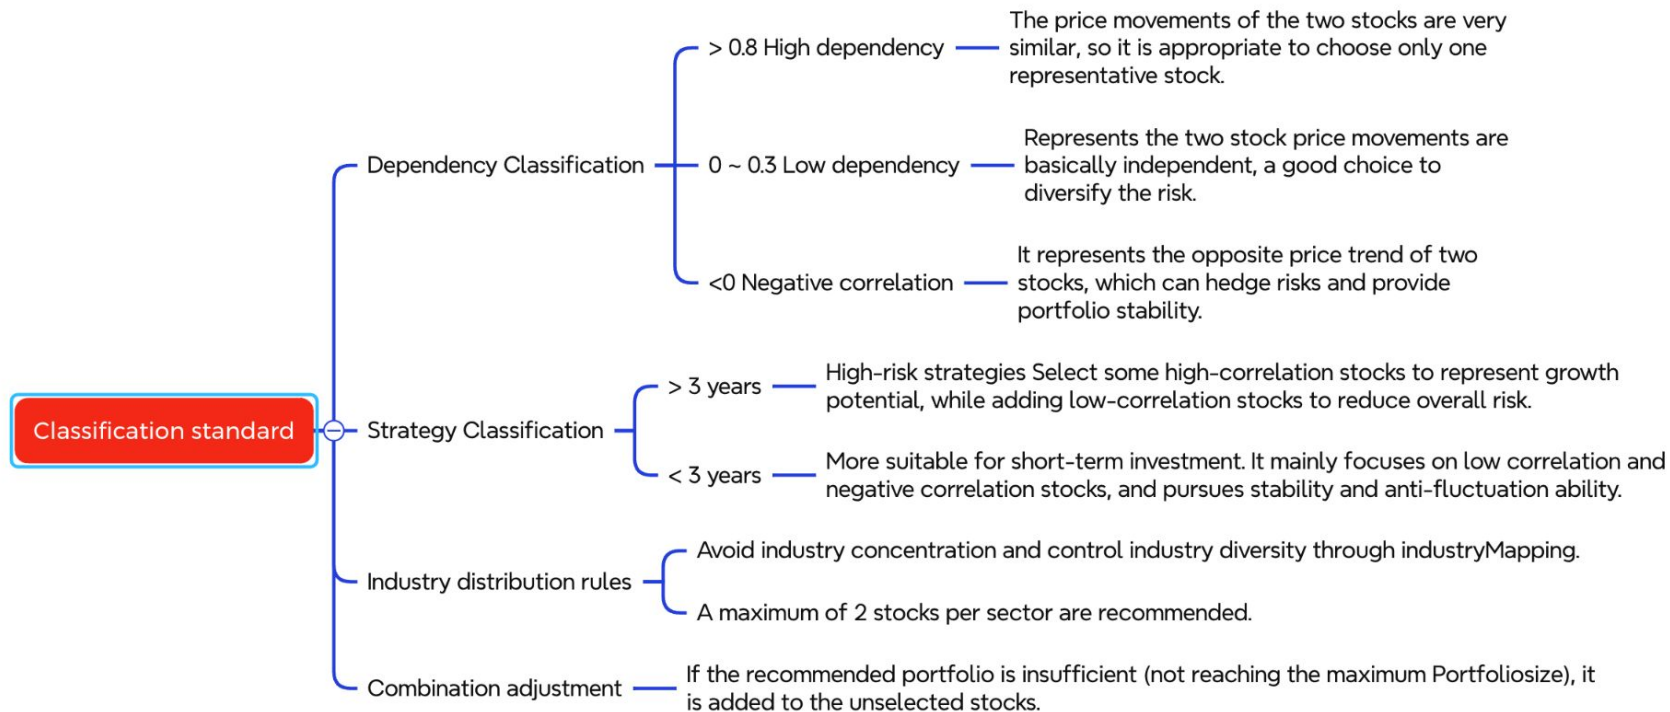 Classification standard
Dependency Classification
> 0.8 High dependency
The price movements of the two stocks are very
similar, so it is appropriate to choose only one
representative stock.
0 ~ 0.3 Low dependency
Represents the two stock price movements are
basically independent, a good choice to
diversify the risk.
<0 Negative correlation
It represents the opposite price trend of two
stocks, which can hedge risks and provide
portfolio stability.
Strategy Classification
> 3 years
High-risk strategies Select some high-correlation stocks to represent growth
potential, while adding low-correlation stocks to reduce overall risk.
< 3 years
More suitable for short-term investment. It mainly focuses on low correlation and
negative correlation stocks, and pursues stability and anti-fluctuation ability.
Industry distribution rules
Avoid industry concentration and control industry diversity through industryMapping.
A maximum of 2 stocks per sector are recommended.
Combination adjustment
If the recommended portfolio is insufficient (not reaching the maximum Portfoliosize), it
is added to the unselected stocks.